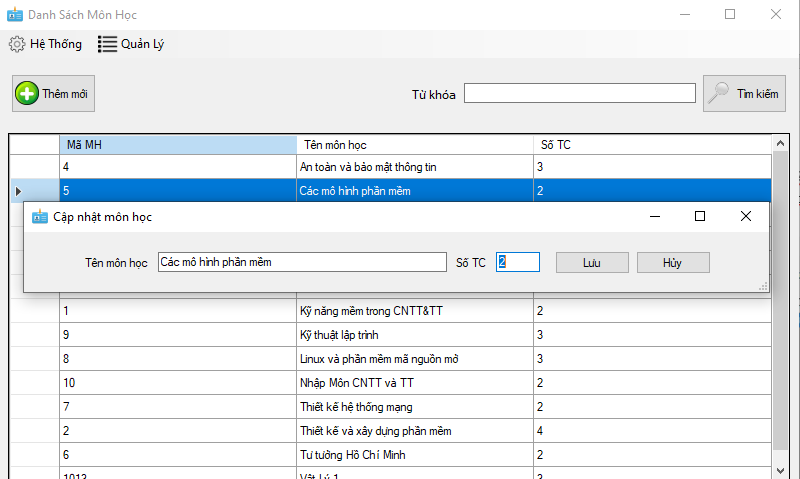 Danh Sách Môn Học
Hệ Thống Quản Lý
Thêm mới Từ khóa Tìm kiếm
Mã MH Tên môn học Số TC
4 An toàn và bảo mật thông tin 3
5 Các mô hình phần mềm 2
Cập nhật môn học
Tên môn học Các mô hình phần mềm Số TC 2 Lưu Hủy
1 Kỹ năng mềm trong CNTT&TT 2
9 Kỹ thuật lập trình 3
8 Linux và phần mềm mã nguồn mở 3
10 Nhập Môn CNTT và TT 2
7 Thiết kế hệ thống mạng 2
2 Thiết kế và xây dựng phần mềm 4
6 Tư tưởng Hồ Chí Minh 2
1013 Vật Lý 1